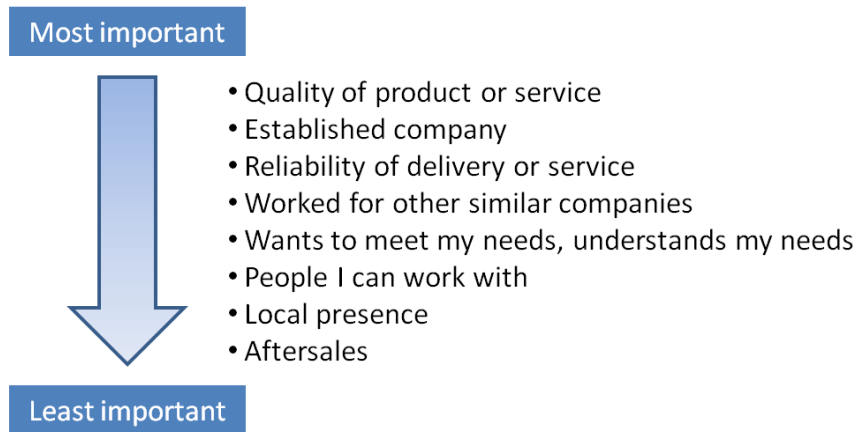 Most important
• Quality of product or service
• Established company
• Reliability of delivery or service
• Worked for other similar companies
• Wants to meet my needs, understands my needs
• People I can work with
• Local presence
• Aftersales
Least important